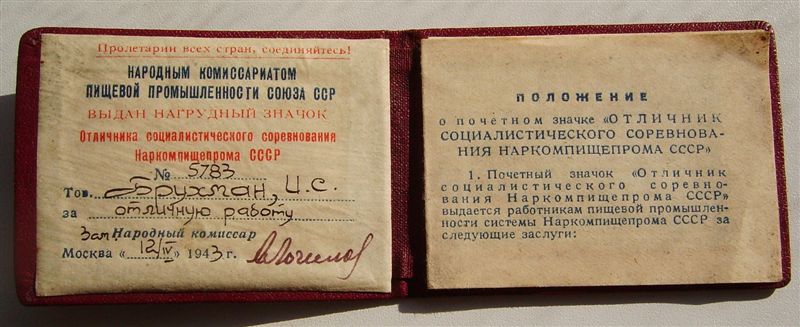 Пролетарии всех стран, соединяйтесь!
НАРОДНЫМ КОМИССАРИАТОМ
ПИЩЕВОЙ ПРОМЫШЛЕННОСТИ СОЮЗА ССР
ВЫДАН НАГРУДНЫЙ ЗНАЧОК
Отличника социалистического соревнования
Наркомпищепрома СССР
№ 5783
Тов. Брухман, И.С.
за отличную работу
Зам. Народный комиссар
Москва « 12/IV » 1943 г.
ПОЛОЖЕНИЕ
о почетном значке «ОТЛИЧНИК
СОЦИАЛИСТИЧЕСКОГО СОРЕВНОВА-
НИЯ НАРКОМПИЩЕПРОМА СССР»
1. Почетный значок «Отличник
социалистического соревно-
вания Наркомпищепрома СССР»
выдается работникам пищевой промышлен-
ности системы Наркомпищепрома СССР за
следующие заслуги: